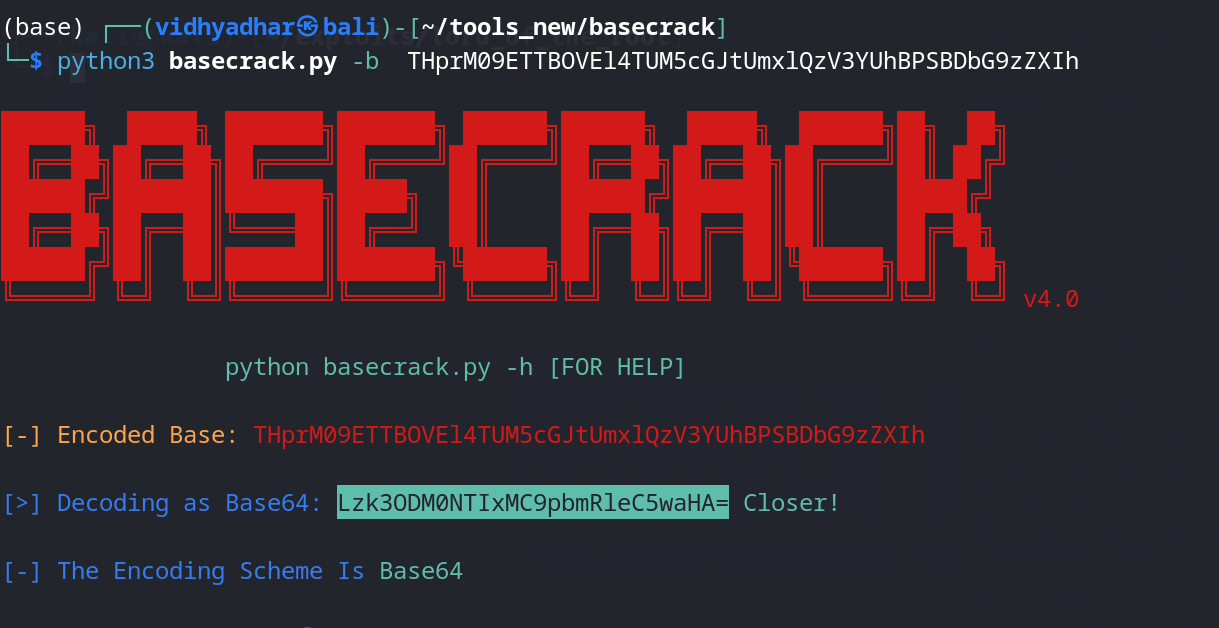 (base) ┌──(vidhyadhar㉿bali)-[~/tools_new/basecrack]
└─$ python3 basecrack.py -b  THprM09ETTBOVEl4TUM5cGJtUmxlQzV3YUhBPSBDbG9zZXIh
BASECRACK
v4.0
python basecrack.py -h [FOR HELP]
[-] Encoded Base: THprM09ETTBOVEl4TUM5cGJtUmxlQzV3YUhBPSBDbG9zZXIh
[>] Decoding as Base64: Lzk3ODM0NTIxMC9pbmRleC5waHA= Closer!
[-] The Encoding Scheme Is Base64